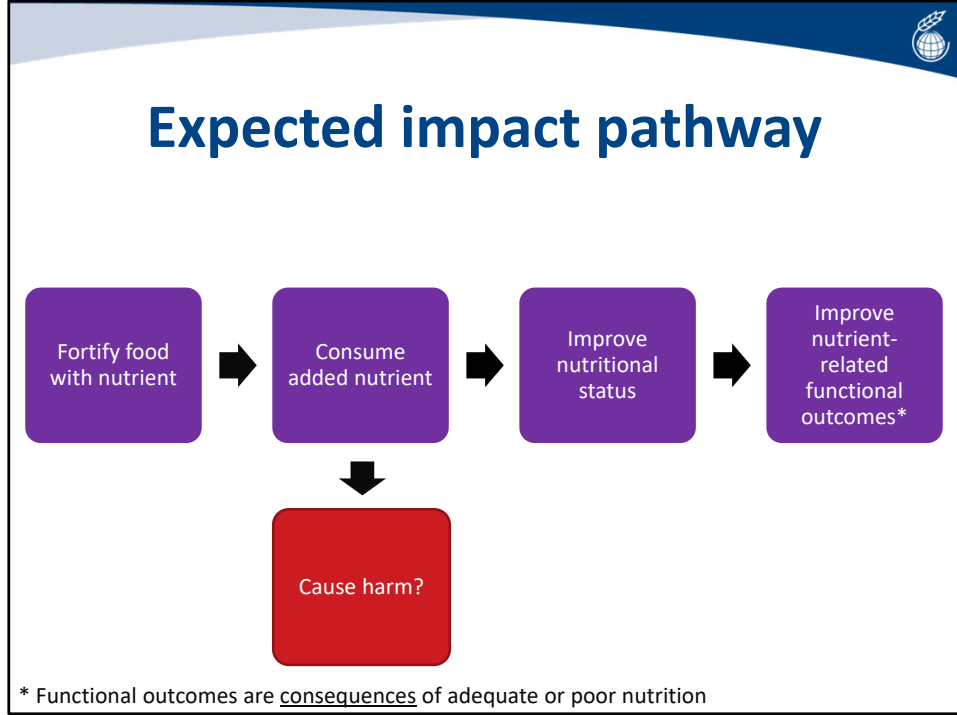 Expected impact pathway
Fortify food
with nutrient
Consume
added nutrient
Improve
nutritional
status
Improve
nutrient-
related
functional
outcomes*
Cause harm?
* Functional outcomes are consequences of adequate or poor nutrition